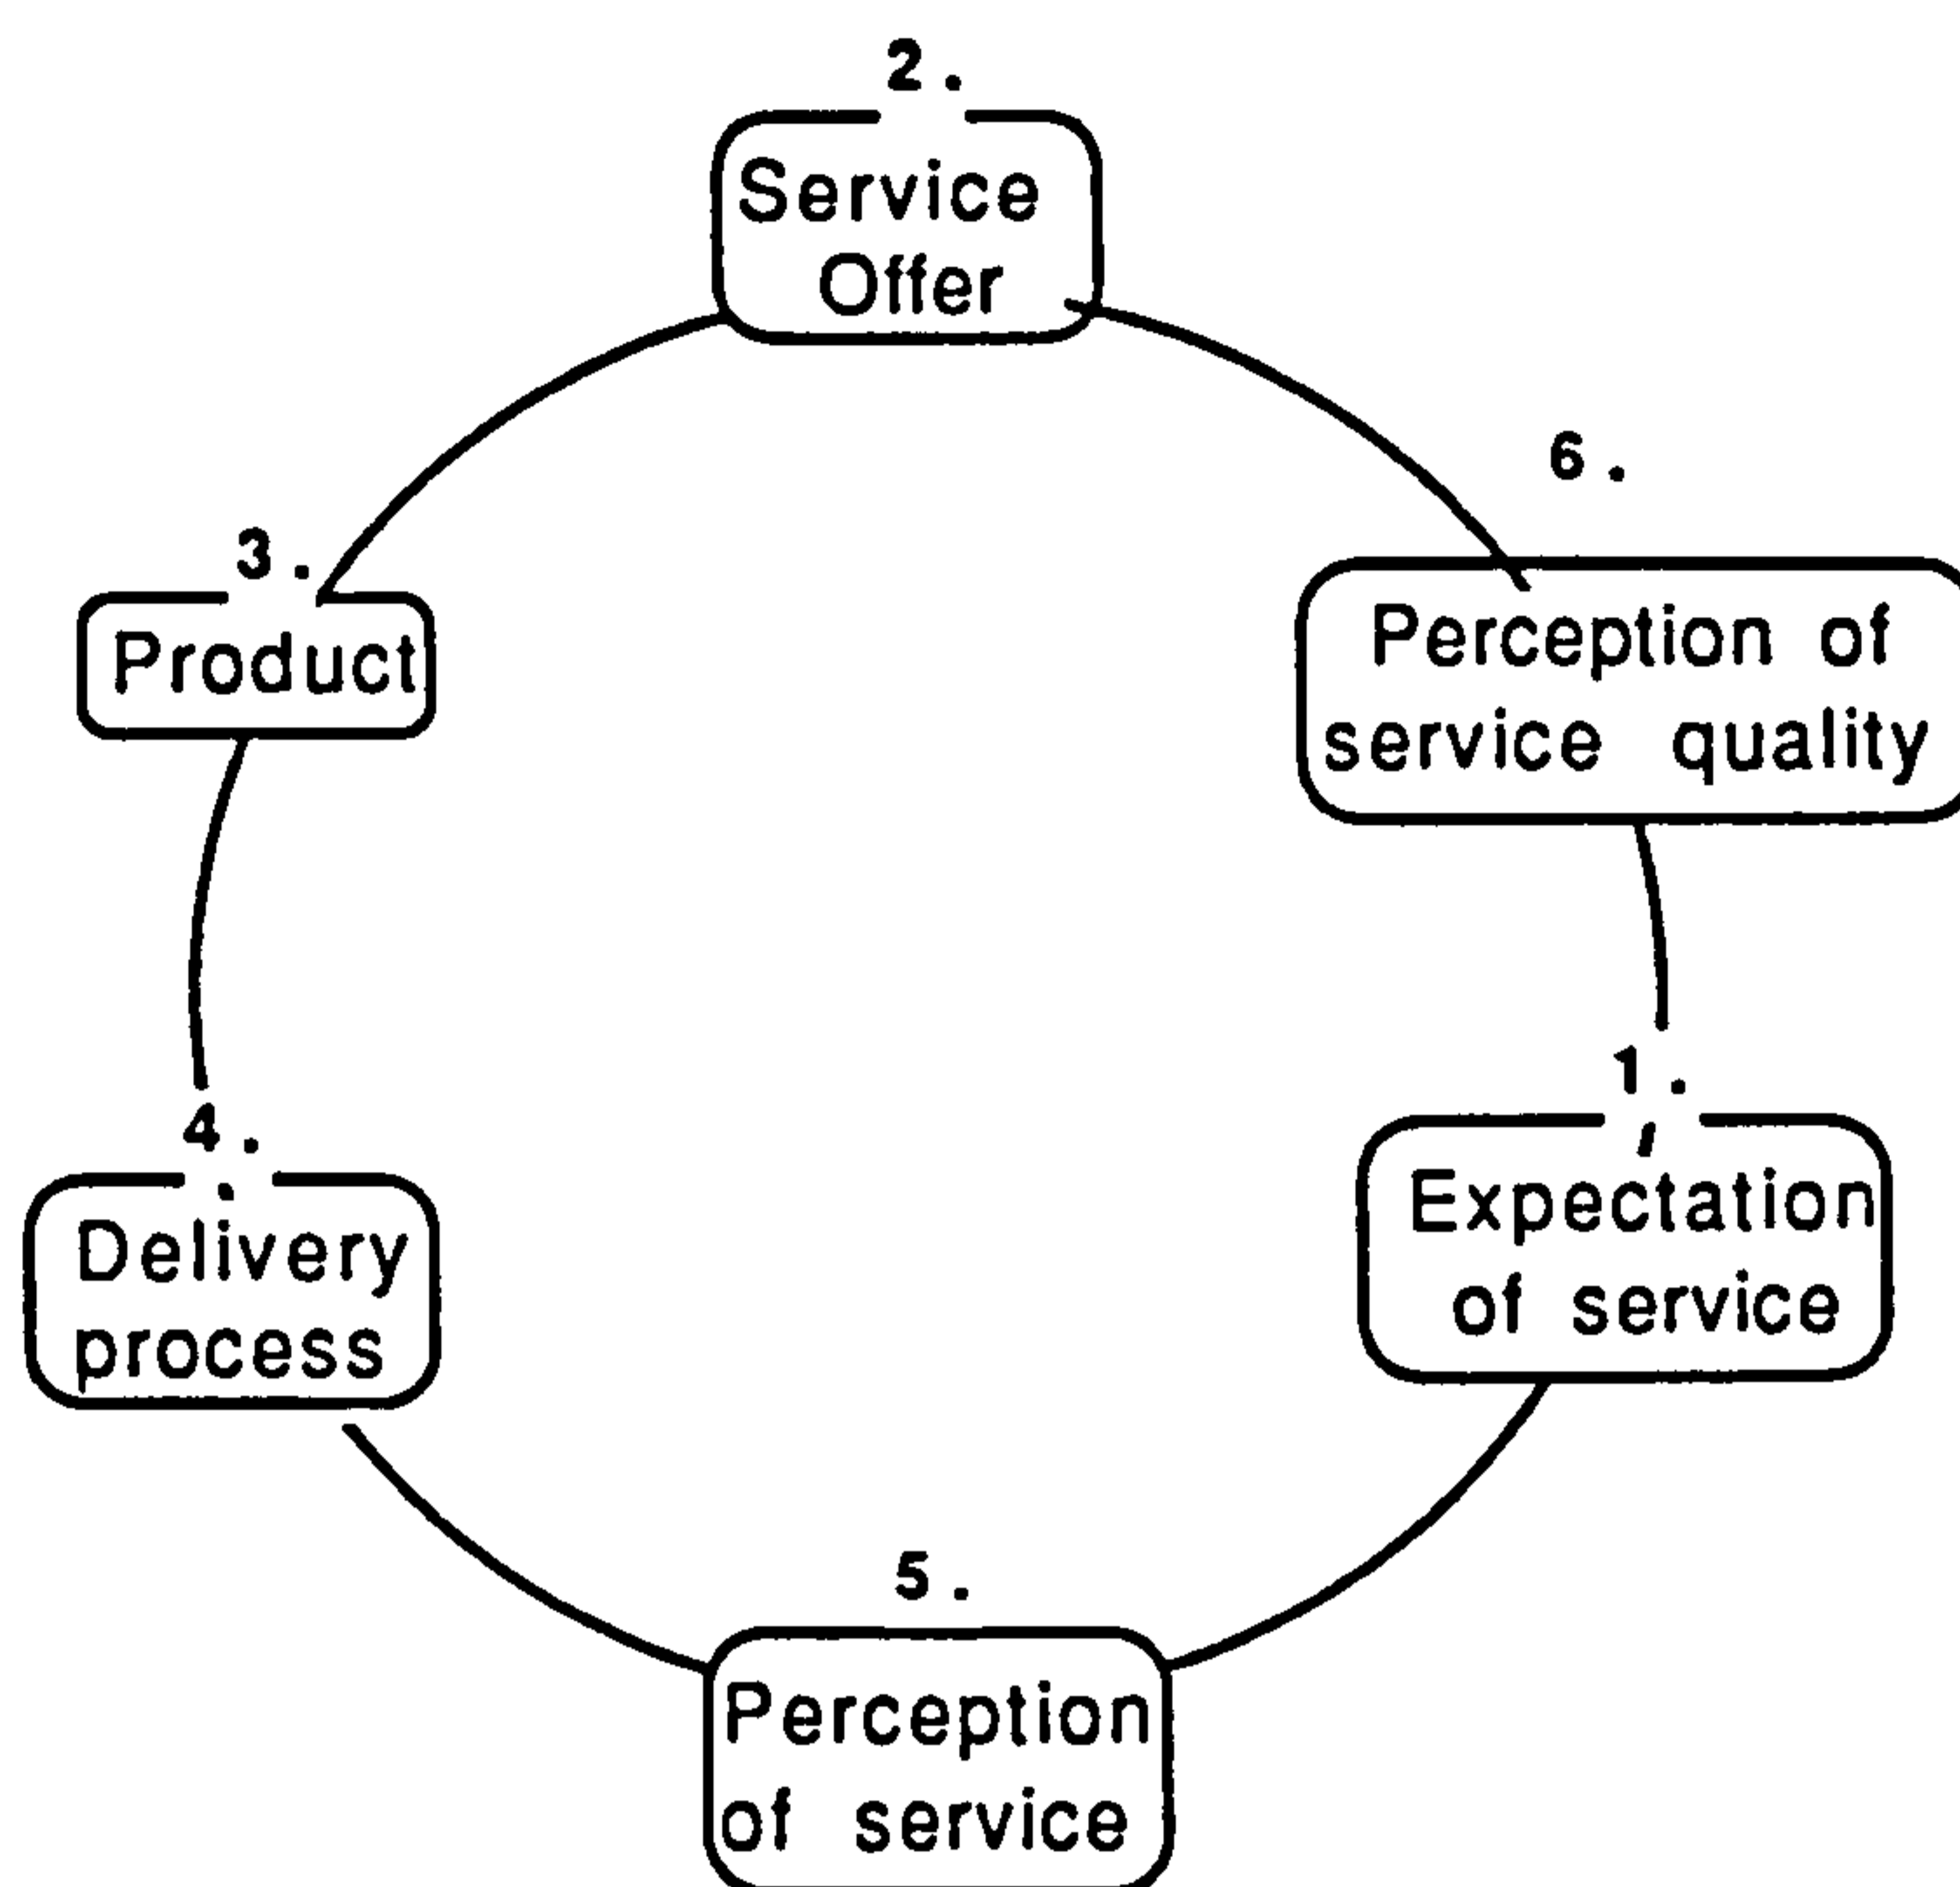 2.
Service
Offer
6.
3.
Perception of
Product
service quality
1.
4.
Expectation
Delivery
of service
process
5.
Perception
of service